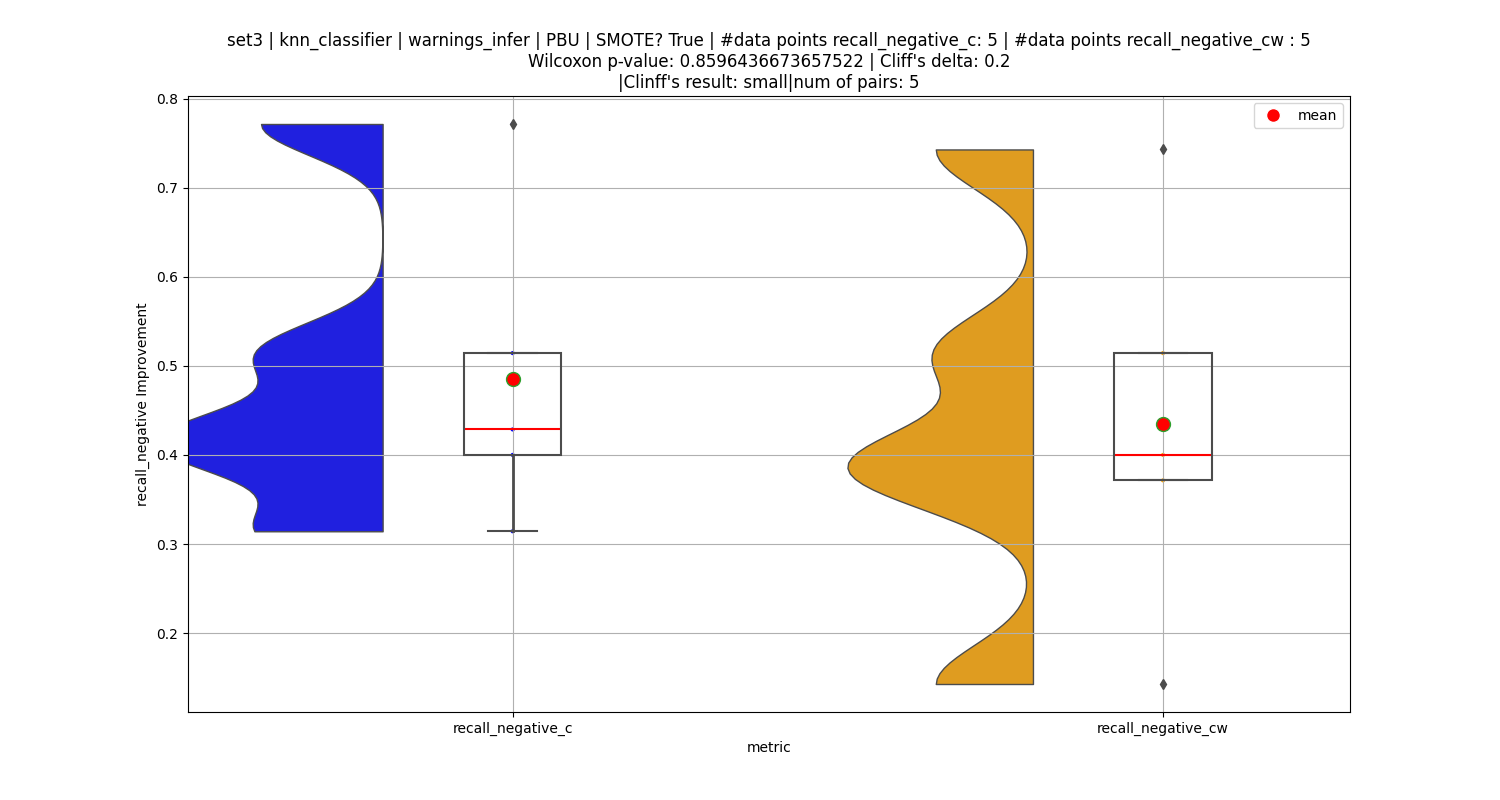 set3 | knn_classifier | warnings_infer | PBU | SMOTE? True | #data points recall_negative_c: 5 | #data points recall_negative_cw : 5
Wilcoxon p-value: 0.8596436673657522 | Cliff's delta: 0.2
|Clinff's result: small|num of pairs: 5
mean
0.8
0.7
0.6
0.5
0.4
0.3
0.2
recall_negative Improvement
recall_negative_c
recall_negative_cw
metric